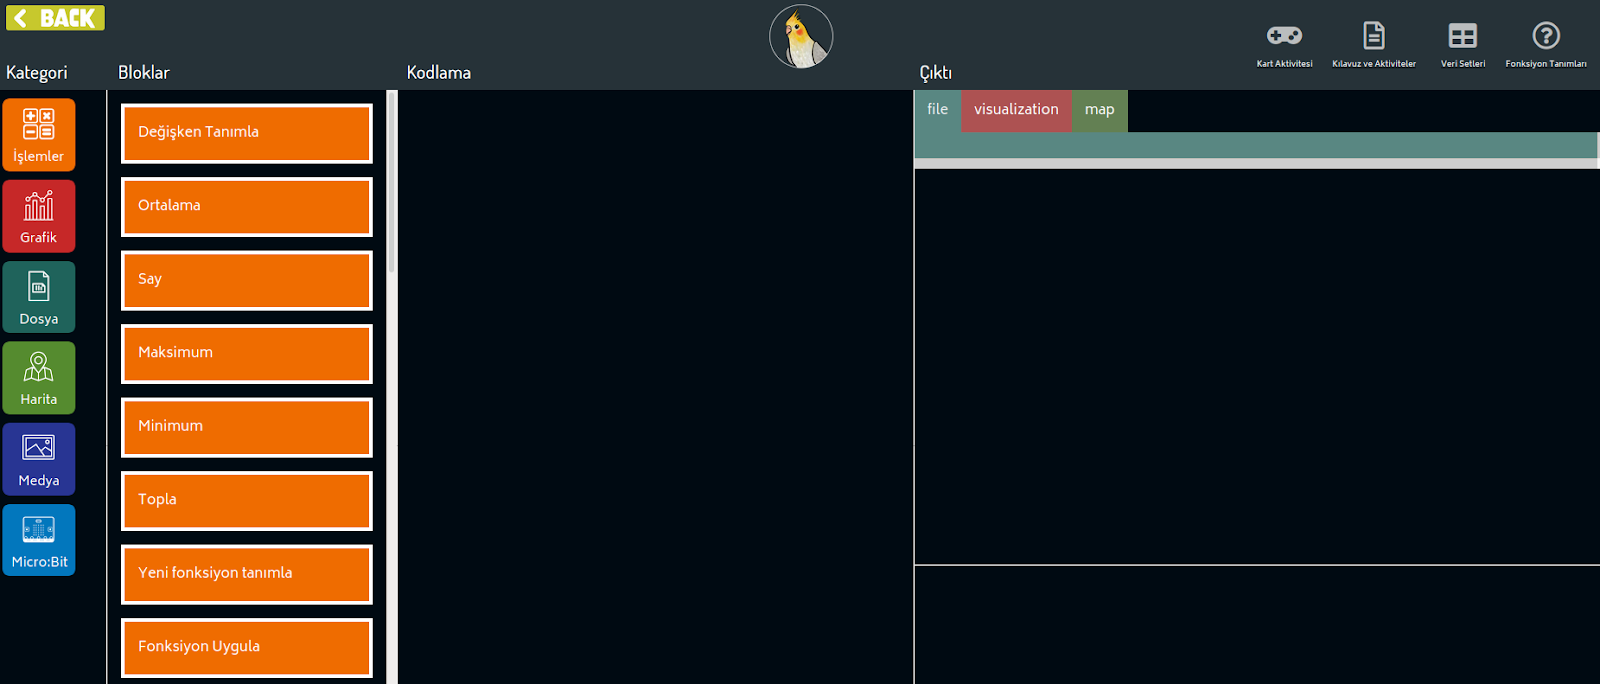 BACK
Kart Aktivitesi
Kılavuz ve Aktiviteler
Veri Setleri
Fonksiyon Tanımları
Kategori
Bloklar
Kodlama
Çıktı
İşlemler
Grafik
Dosya
Harita
Medya
Micro:Bit
Değişken Tanımla
Ortalama
Say
Maksimum
Minimum
Topla
Yeni fonksiyon tanımla
Fonksiyon Uygula
file
visualization
map